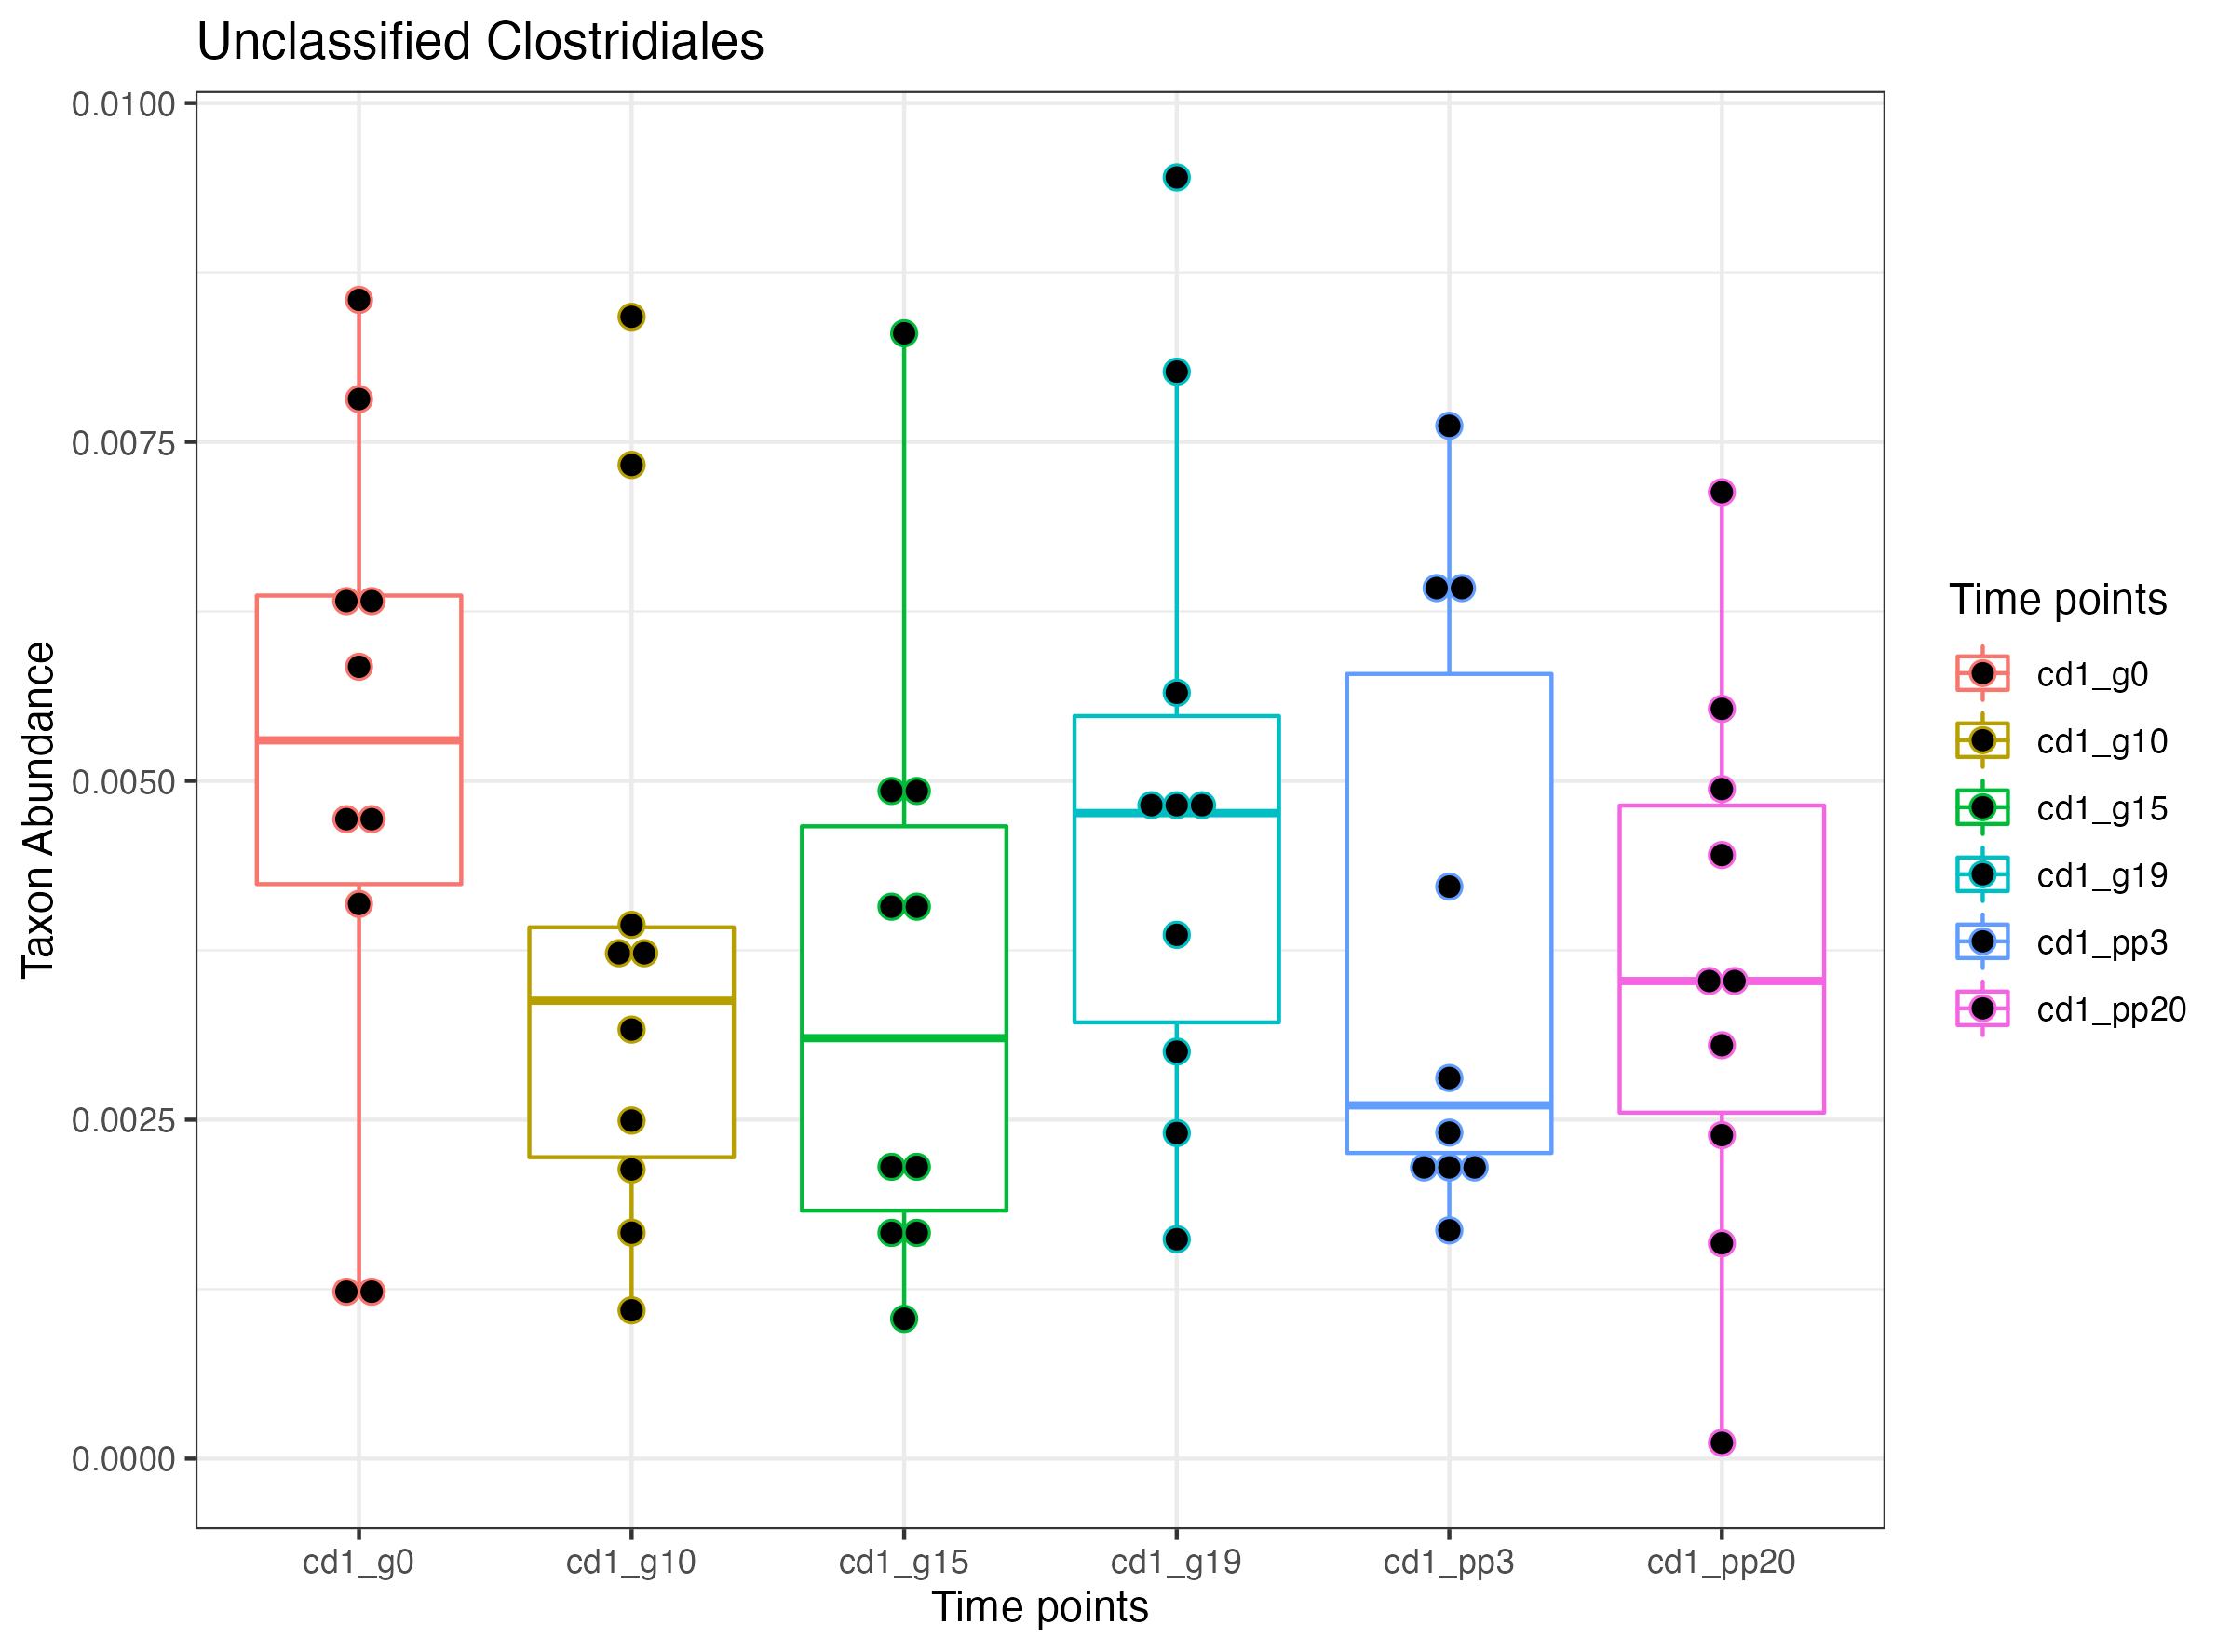 Unclassified Clostridiales
0.0100
0.0075
0.0050
0.0025
0.0000
Taxon Abundance
cd1_g0 cd1_g10 cd1_g15 cd1_g19 cd1_pp3 cd1_pp20
Time points
Time points
cd1_g0
cd1_g10
cd1_g15
cd1_g19
cd1_pp3
cd1_pp20